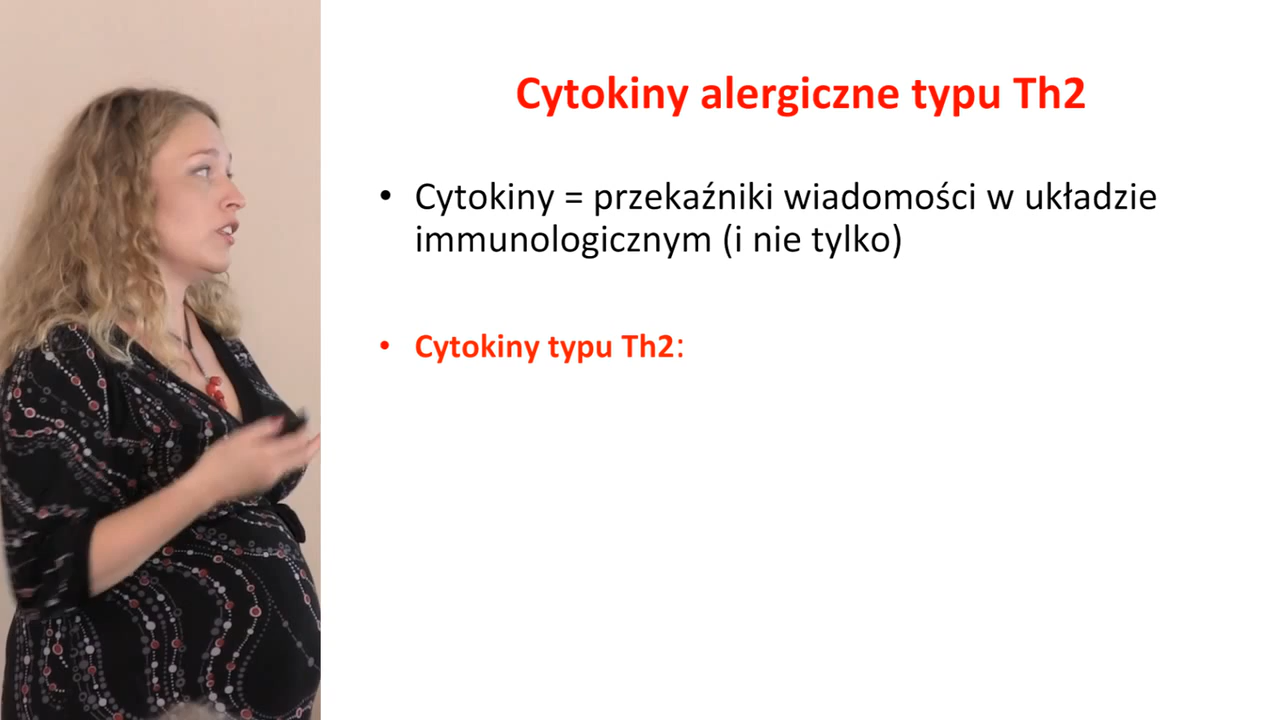 Cytokiny alergiczne typu Th2
• Cytokiny = przekaźniki wiadomości w układzie
immunologicznym (i nie tylko)
• Cytokiny typu Th2: